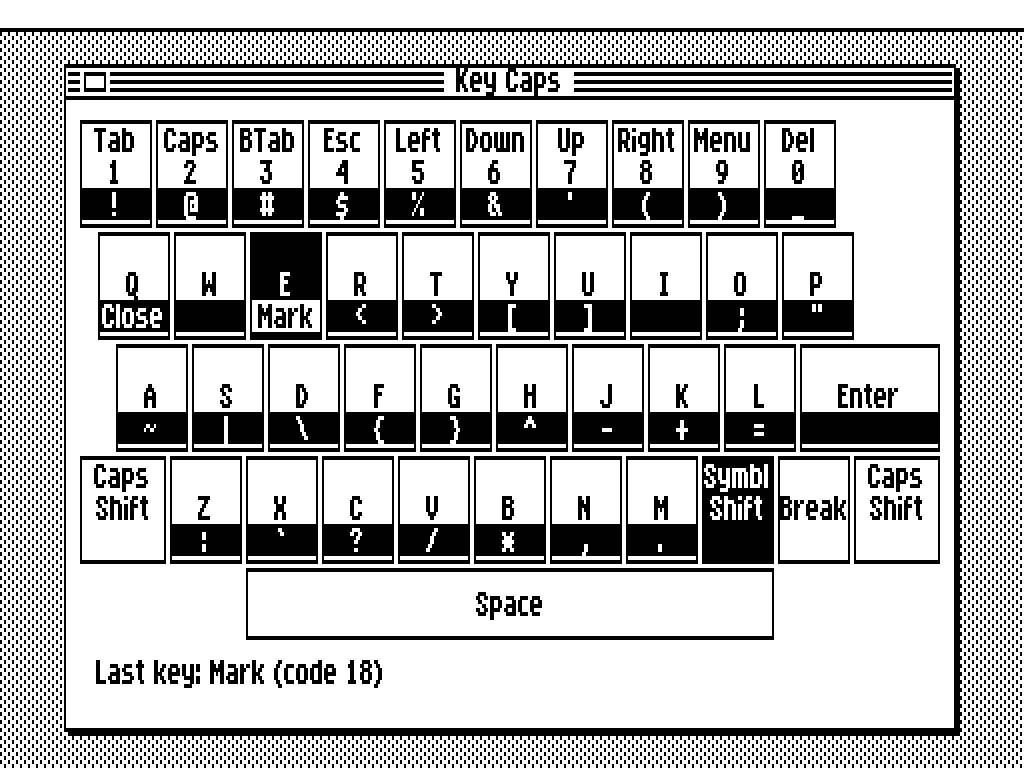 Key Caps
Tab Caps BTab Esc Left Down Up Right Menu Del
1 2 3 4 5 6 7 8 9 0
! @ # $ % & ' ( ) _
Q W E R T Y U I O P
Close Mark < > [ ] ; "
A S D F G H J K L Enter
~ | \ { } ^ - + =
Caps Symbl Caps
Shift Z X C V B N M Shift Break Shift
: ` ? / * , .
Space
Last key: Mark (code 18)